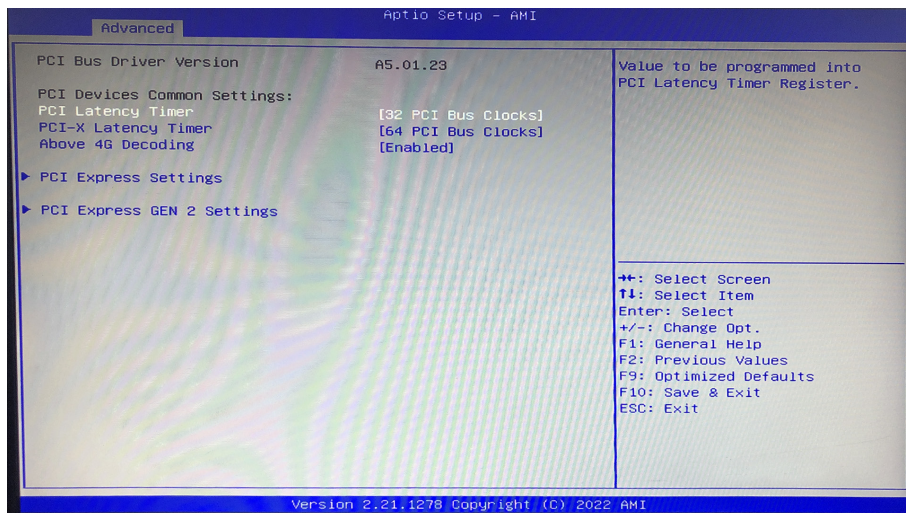 Aptio Setup - AMI
Advanced
PCI Bus Driver Version A5.01.23
PCI Devices Common Settings:
PCI Latency Timer [32 PCI Bus Clocks]
PCI-X Latency Timer [64 PCI Bus Clocks]
Above 4G Decoding [Enabled]
▶ PCI Express Settings
▶ PCI Express GEN 2 Settings
Value to be programmed into
PCI Latency Timer Register.
→←: Select Screen
↑↓: Select Item
Enter: Select
+/-: Change Opt.
F1: General Help
F2: Previous Values
F9: Optimized Defaults
F10: Save & Exit
ESC: Exit
Version 2.21.1278 Copyright (C) 2022 AMI